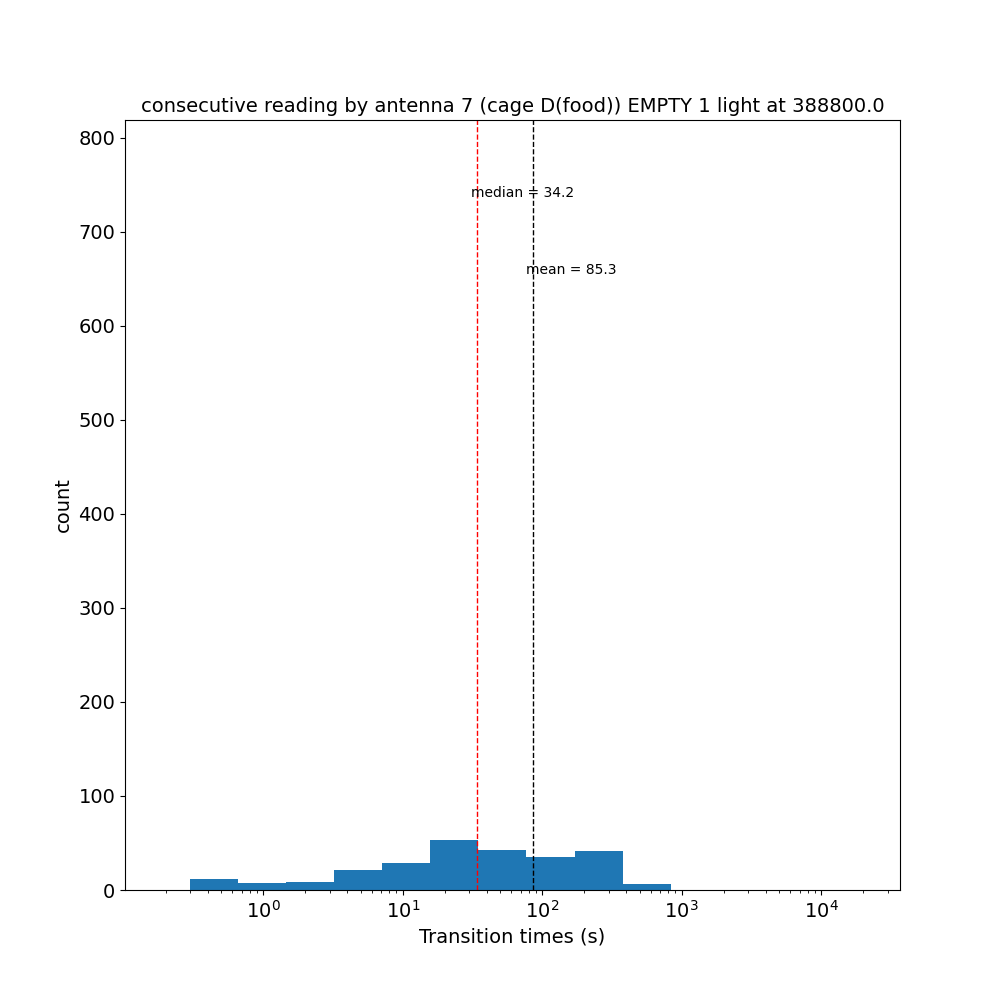 consecutive reading by antenna 7 (cage D(food)) EMPTY 1 light at 388800.0
800
700
600
500
400
300
200
100
0
count
median = 34.2
mean = 85.3
10⁰ 10¹ 10² 10³ 10⁴
Transition times (s)